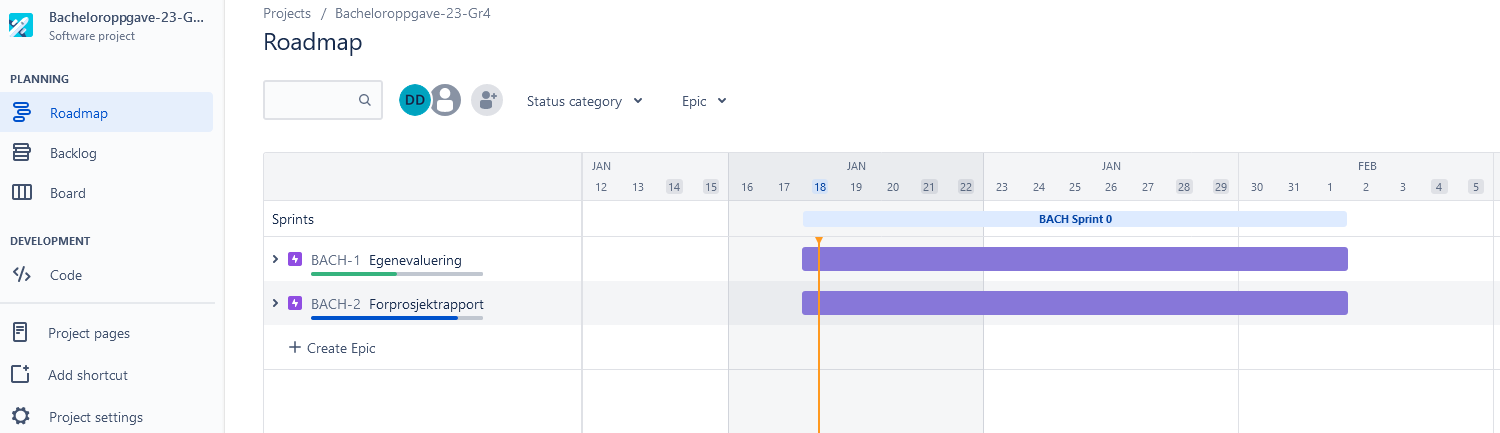 Bacheloroppgave-23-G...
Software project
PLANNING
Roadmap
Backlog
Board
DEVELOPMENT
Code
Project pages
Add shortcut
Project settings
Projects / Bacheloroppgave-23-Gr4
Roadmap
DD
Status category
Epic
JAN JAN JAN FEB
12 13 14 15 16 17 18 19 20 21 22 23 24 25 26 27 28 29 30 31 1 2 3 4 5
Sprints
BACH Sprint 0
BACH-1 Egenevaluering
BACH-2 Forprosjektrapport
+ Create Epic